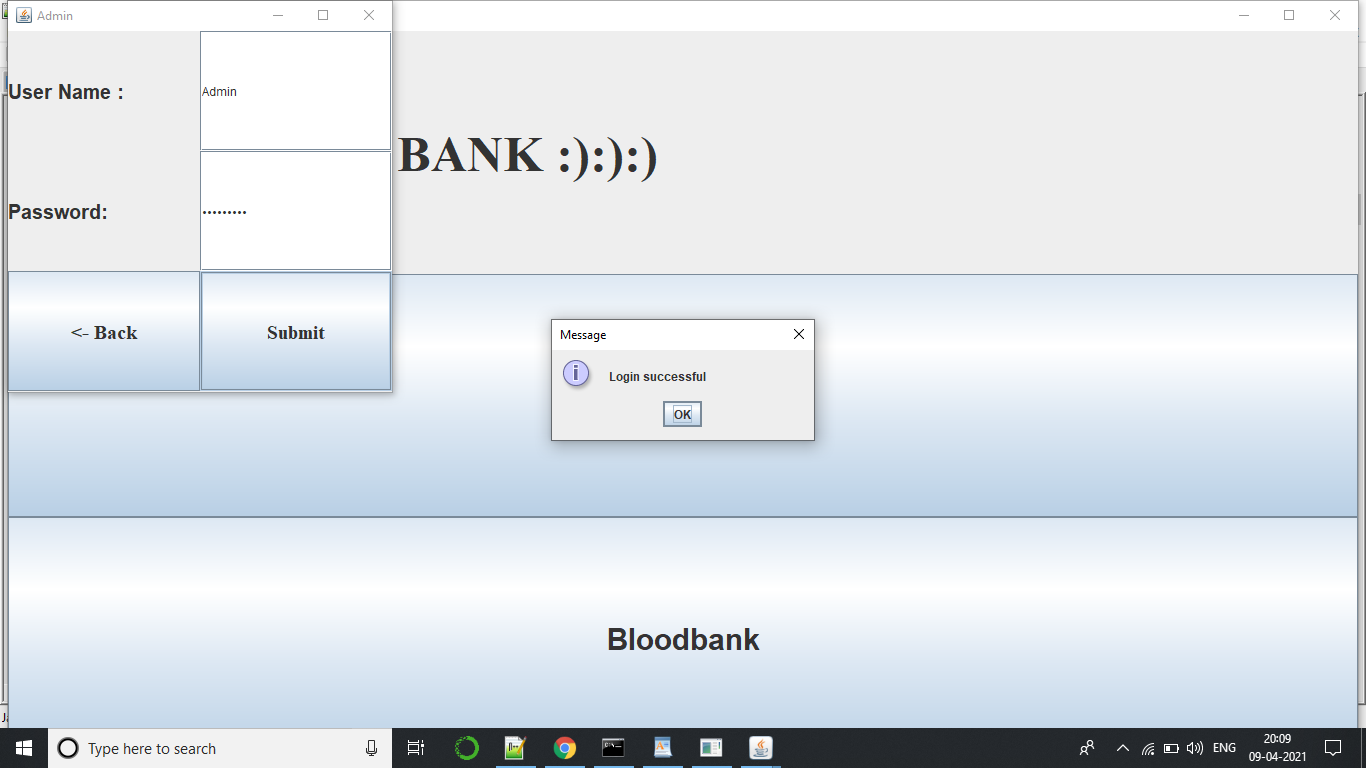 Admin
User Name :
Admin
BANK :):):)
Password:
•••••••••
<- Back
Submit
Message
i
Login successful
OK
Bloodbank
Type here to search
ENG
20:09
09-04-2021